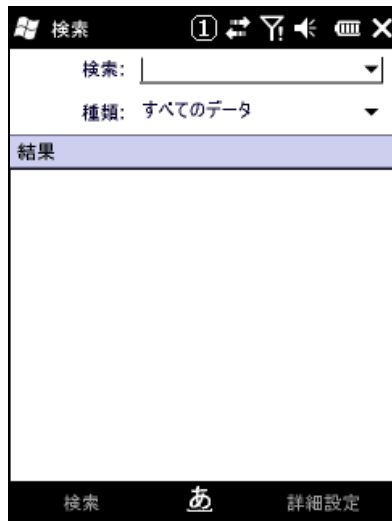 検索 1
検索:
種類: すべてのデータ
結果
検索 あ 詳細設定